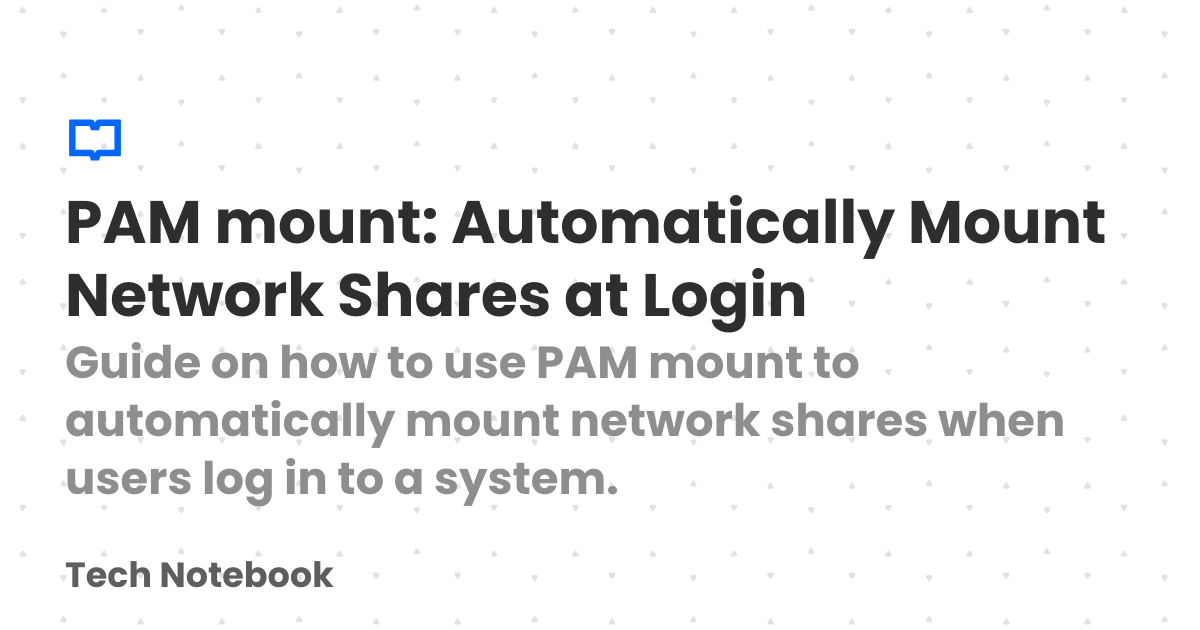 PAM mount: Automatically Mount
Network Shares at Login
Guide on how to use PAM mount to
automatically mount network shares when
users log in to a system.
Tech Notebook